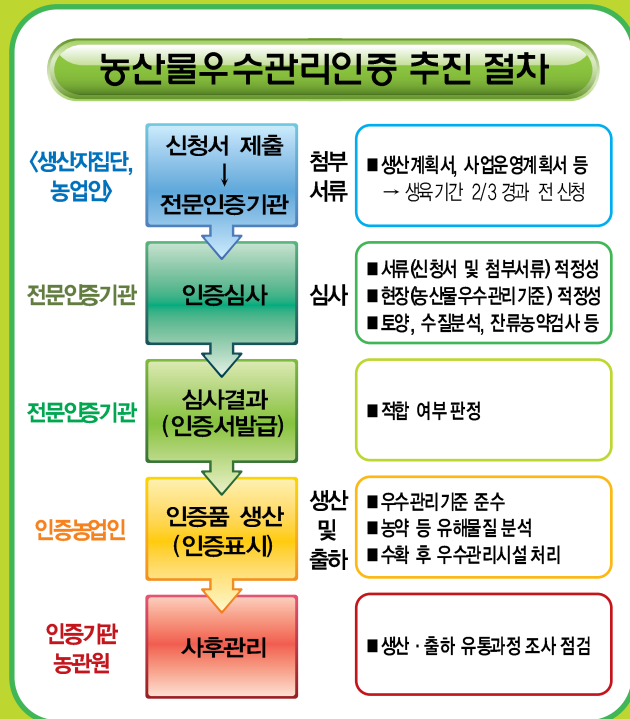 농산물우수관리인증 추진 절차
〈생산자집단,
농업인〉
신청서 제출
↓
전문인증기관
첨부
서류
■ 생산계획서, 사업운영계획서 등
→ 생육기간 2/3 경과 전 신청
전문인증기관
인증심사
심사
■ 서류(신청서 및 첨부서류) 적정성
■ 현장(농산물우수관리기준) 적정성
■ 토양, 수질분석, 잔류농약검사 등
전문인증기관
심사결과
(인증서발급)
■ 적합 여부 판정
인증농업인
인증품 생산
(인증표시)
생산
및
출하
■ 우수관리기준 준수
■ 농약 등 유해물질 분석
■ 수확 후 우수관리시설 처리
인증기관
농관원
사후관리
■ 생산 · 출하 유통과정 조사 점검